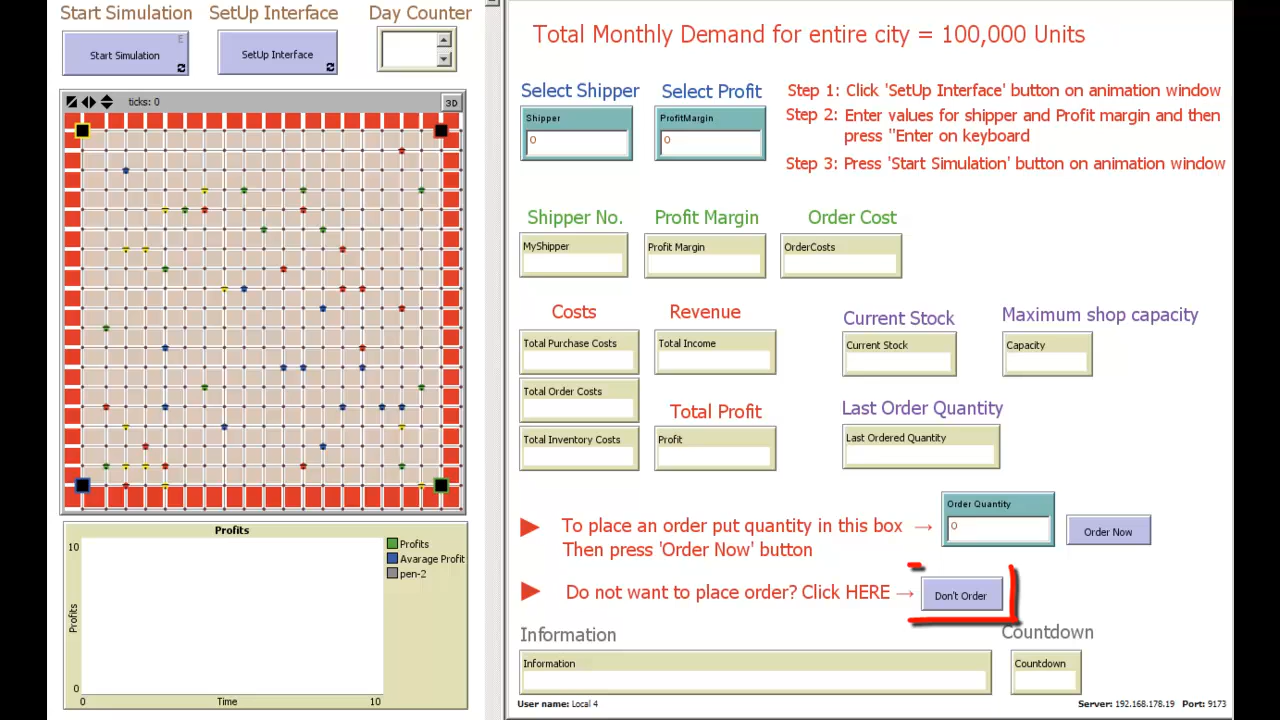 Start Simulation
SetUp Interface
Day Counter
Start Simulation
E
SetUp Interface
ticks: 0
3D
Profits
10
Profits
Avarage Profit
pen-2
Profits
0
0
Time
10
Total Monthly Demand for entire city = 100,000 Units
Select Shipper
Select Profit
Shipper
0
ProfitMargin
0
Step 1: Click 'SetUp Interface' button on animation window
Step 2: Enter values for shipper and Profit margin and then
press "Enter on keyboard
Step 3: Press 'Start Simulation' button on animation window
Shipper No.
Profit Margin
Order Cost
MyShipper
Profit Margin
OrderCosts
Costs
Revenue
Current Stock
Maximum shop capacity
Total Purchase Costs
Total Income
Current Stock
Capacity
Total Order Costs
Total Profit
Last Order Quantity
Total Inventory Costs
Profit
Last Ordered Quantity
To place an order put quantity in this box →
Then press 'Order Now' button
Order Quantity
0
Order Now
Do not want to place order? Click HERE →
Don't Order
Information
Countdown
Information
Countdown
User name: Local 4
Server: 192.168.178.19 Port: 9173